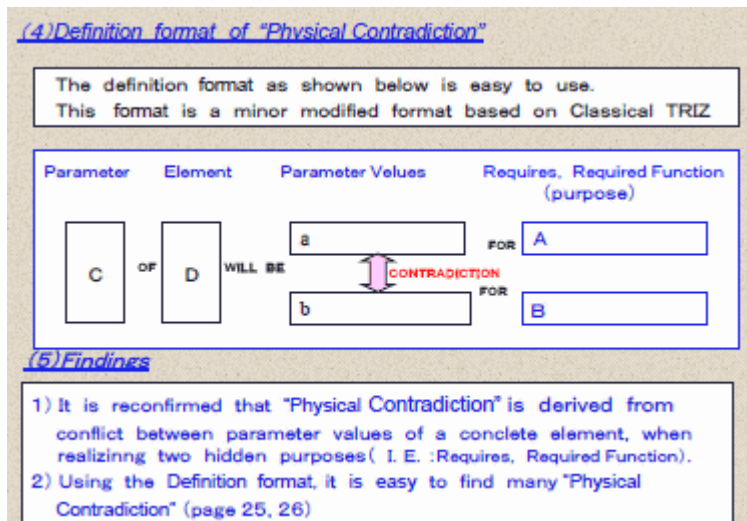 (4)Definition format of "Physical Contradiction"
The definition format as shown below is easy to use.
This format is a minor modified format based on Classical TRIZ
Parameter Element Parameter Values Requires, Required Function
(purpose)
a FOR A
C OF D WILL BE CONTRADICTION
b FOR B
(5)Findings
1) It is reconfirmed that "Physical Contradiction" is derived from
conflict between parameter values of a conclete element, when
realizinng two hidden purposes( I. E. :Requires, Required Function).
2) Using the Definition format, it is easy to find many "Physical
Contradiction" (page 25, 26)